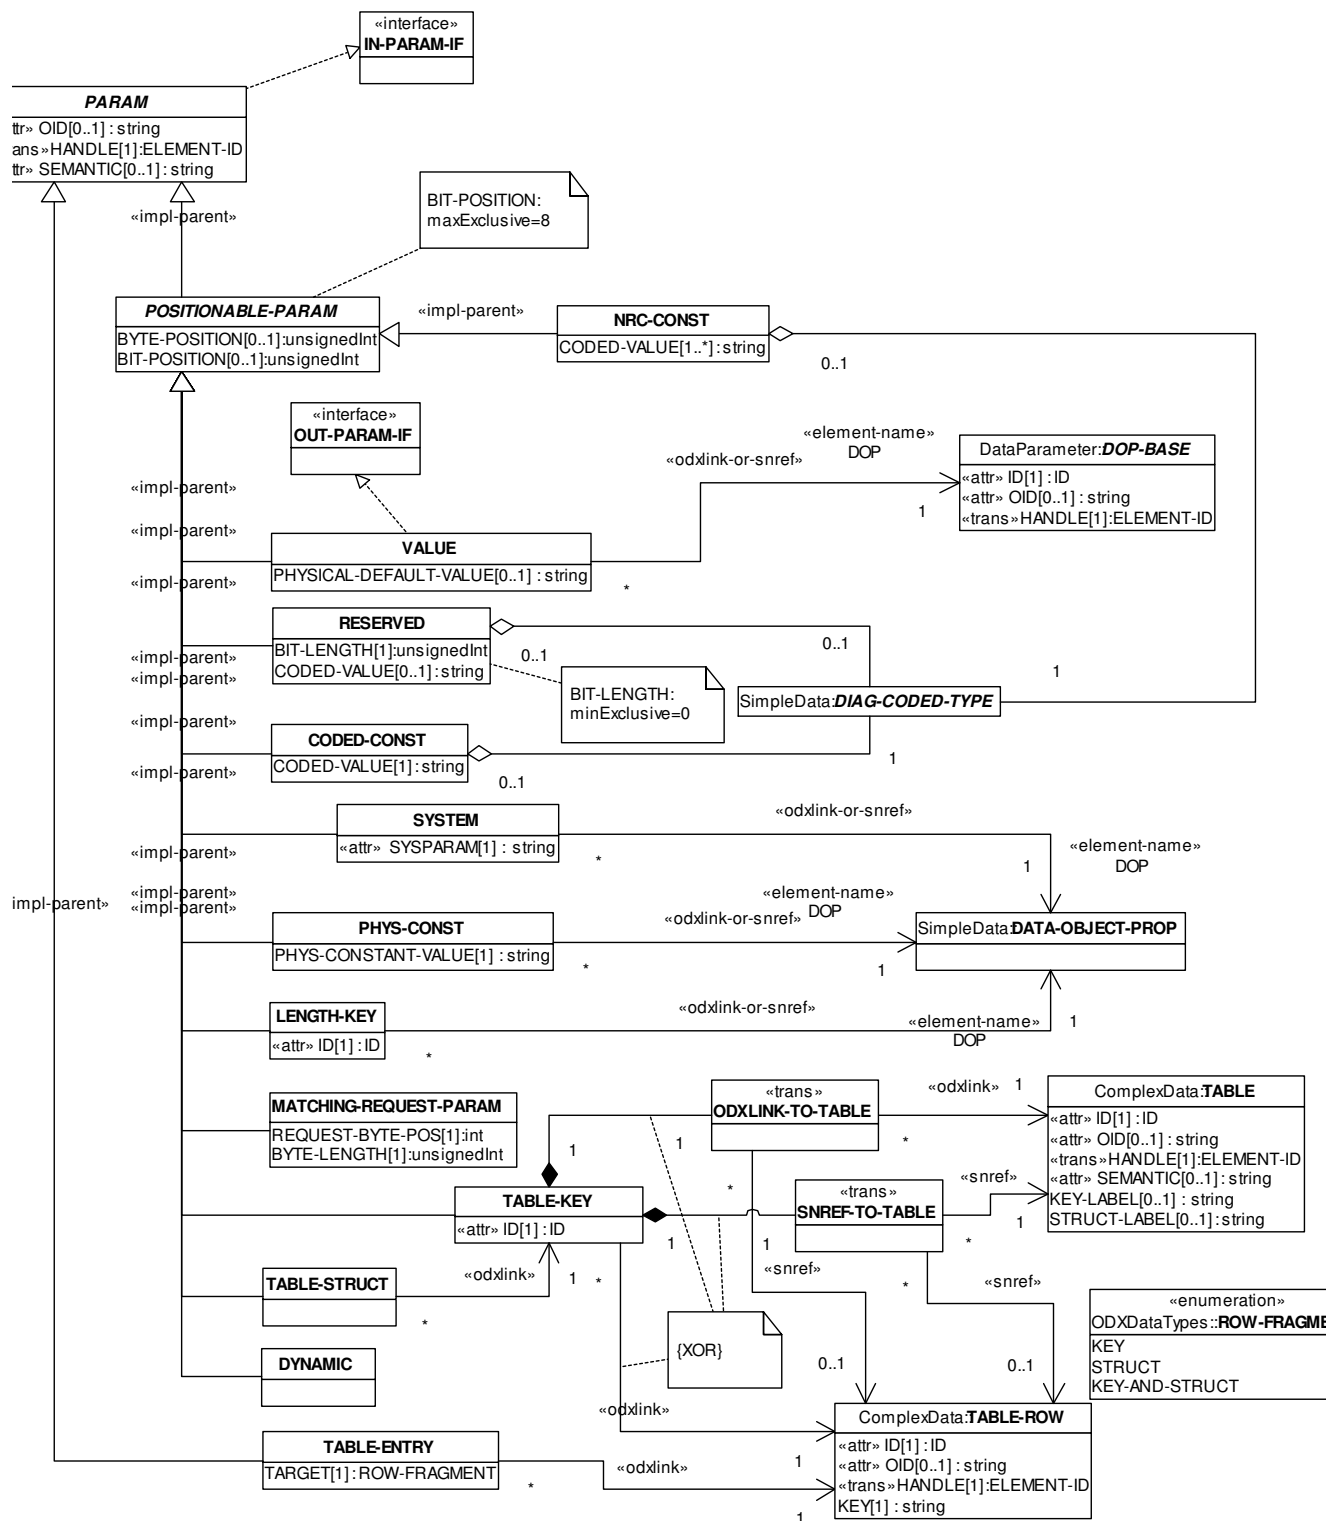 «interface»
IN-PARAM-IF
PARAM
ttr» OID[0..1] : string
ans»HANDLE[1]:ELEMENT-ID
ttr» SEMANTIC[0..1] : string
«impl-parent»
BIT-POSITION:
maxExclusive=8
POSITIONABLE-PARAM
BYTE-POSITION[0..1]:unsignedInt
BIT-POSITION[0..1]:unsignedInt
«impl-parent»
NRC-CONST
CODED-VALUE[1..*] : string
0..1
«interface»
OUT-PARAM-IF
«element-name»
DOP
«odxlink-or-snref»
DataParameter:DOP-BASE
«attr» ID[1] : ID
«attr» OID[0..1] : string
«trans»HANDLE[1]:ELEMENT-ID
1
«impl-parent»
«impl-parent»
«impl-parent»
VALUE
PHYSICAL-DEFAULT-VALUE[0..1] : string
*
RESERVED
BIT-LENGTH[1]:unsignedInt
CODED-VALUE[0..1] : string
0..1
0..1
«impl-parent»
«impl-parent»
BIT-LENGTH:
minExclusive=0
1
SimpleData:DIAG-CODED-TYPE
«impl-parent»
CODED-CONST
CODED-VALUE[1] : string
0..1
1
«impl-parent»
SYSTEM
«attr» SYSPARAM[1] : string
*
«odxlink-or-snref»
1
«element-name»
DOP
«impl-parent»
«impl-parent»
«impl-parent»
impl-parent»
PHYS-CONST
PHYS-CONSTANT-VALUE[1] : string
*
«element-name»
DOP
«odxlink-or-snref»
1
SimpleData:DATA-OBJECT-PROP
LENGTH-KEY
«attr» ID[1] : ID
*
«odxlink-or-snref»
«element-name»
DOP
1
MATCHING-REQUEST-PARAM
REQUEST-BYTE-POS[1]:int
BYTE-LENGTH[1]:unsignedInt
«trans»
ODXLINK-TO-TABLE
«odxlink»
1
*
1
1
ComplexData:TABLE
«attr» ID[1] : ID
«attr» OID[0..1] : string
«trans»HANDLE[1]:ELEMENT-ID
«attr» SEMANTIC[0..1] : string
KEY-LABEL[0..1] : string
STRUCT-LABEL[0..1] : string
TABLE-KEY
«attr» ID[1] : ID
1
*
«trans»
SNREF-TO-TABLE
«snref»
1
*
1
«snref»
*
«snref»
TABLE-STRUCT
*
«odxlink»
1
*
{XOR}
0..1
0..1
«enumeration»
ODXDataTypes::ROW-FRAGME
KEY
STRUCT
KEY-AND-STRUCT
DYNAMIC
«odxlink»
1
ComplexData:TABLE-ROW
«attr» ID[1] : ID
«attr» OID[0..1] : string
«trans»HANDLE[1]:ELEMENT-ID
KEY[1] : string
TABLE-ENTRY
TARGET[1] : ROW-FRAGMENT
*
«odxlink»
1